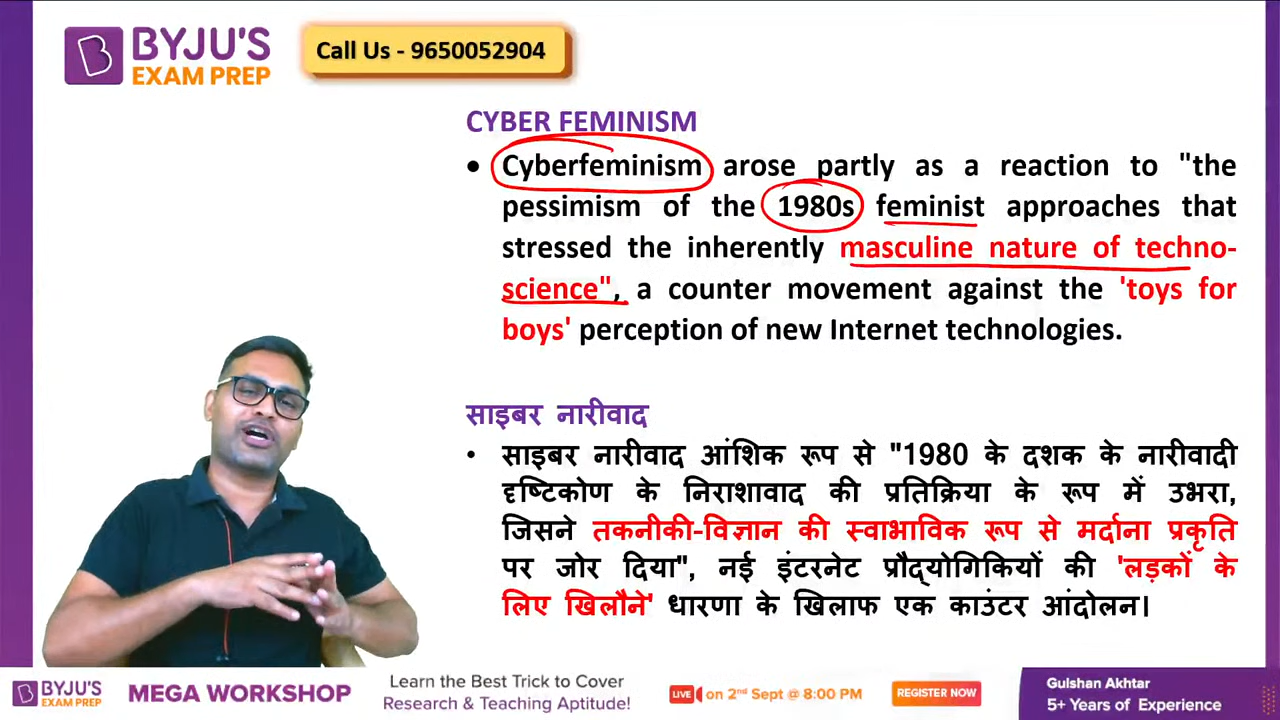 BYJU'S
EXAM PREP
Call Us - 9650052904
CYBER FEMINISM
• Cyberfeminism arose partly as a reaction to "the
pessimism of the 1980s feminist approaches that
stressed the inherently masculine nature of techno-
science", a counter movement against the 'toys for
boys' perception of new Internet technologies.
साइबर नारीवाद
• साइबर नारीवाद आंशिक रूप से "1980 के दशक के नारीवादी
दृष्टिकोण के निराशावाद की प्रतिक्रिया के रूप में उभरा,
जिसने तकनीकी-विज्ञान की स्वाभाविक रूप से मर्दाना प्रकृति
पर जोर दिया", नई इंटरनेट प्रौद्योगिकियों की 'लड़कों के
लिए खिलौने' धारणा के खिलाफ एक काउंटर आंदोलन।
BYJU'S
EXAM PREP
MEGA WORKSHOP
Learn the Best Trick to Cover
Research & Teaching Aptitude!
LIVE on 2nd Sept @ 8:00 PM
REGISTER NOW
Gulshan Akhtar
5+ Years of Experience